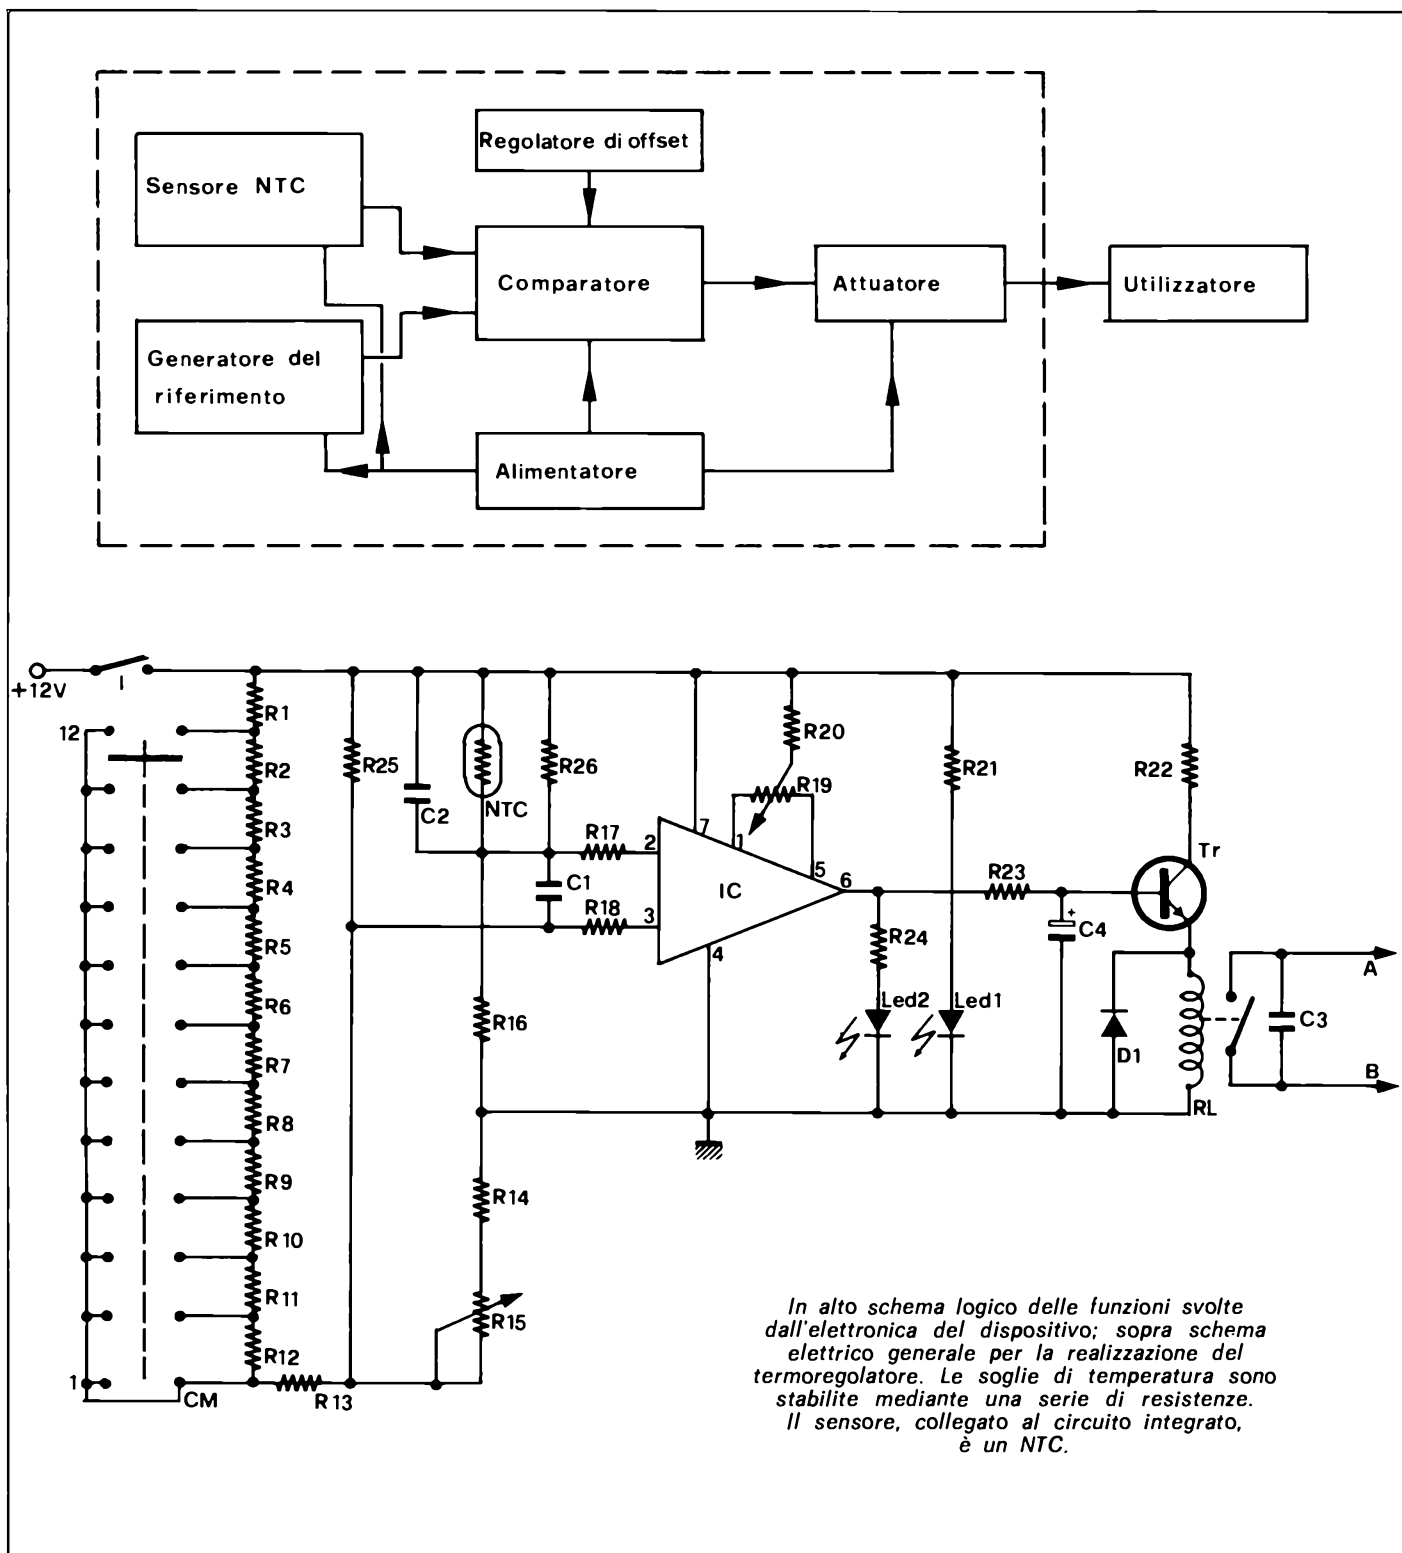 Regolatore di offset
Sensore NTC
Comparatore
Attuatore
Utilizzatore
Generatore del
riferimento
Alimentatore
+12V
I
12
R1
R2
R3
R4
R5
R6
R7
R8
R9
R10
R11
R12
1
CM
R13
R25
C2
NTC
R26
R17
C1
R18
R16
R14
R15
2
3
7
1
5
6
4
IC
R20
R19
R21
R22
R23
R24
Led2
Led1
C4
+
Tr
D1
RL
C3
A
B
In alto schema logico delle funzioni svolte
dall'elettronica del dispositivo; sopra schema
elettrico generale per la realizzazione del
termoregolatore. Le soglie di temperatura sono
stabilite mediante una serie di resistenze.
Il sensore, collegato al circuito integrato,
è un NTC.